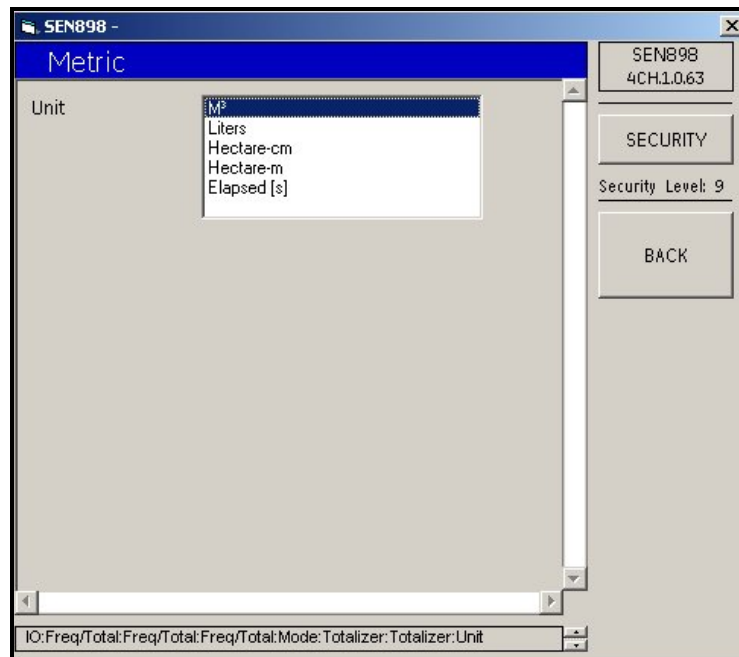 SEN898 -
Metric
Unit
M³
Liters
Hectare-cm
Hectare-m
Elapsed [s]
SEN898
4CH.1.0.63
SECURITY
Security Level: 9
BACK
IO:Freq/Total:Freq/Total:Freq/Total:Mode:Totalizer:Totalizer:Unit